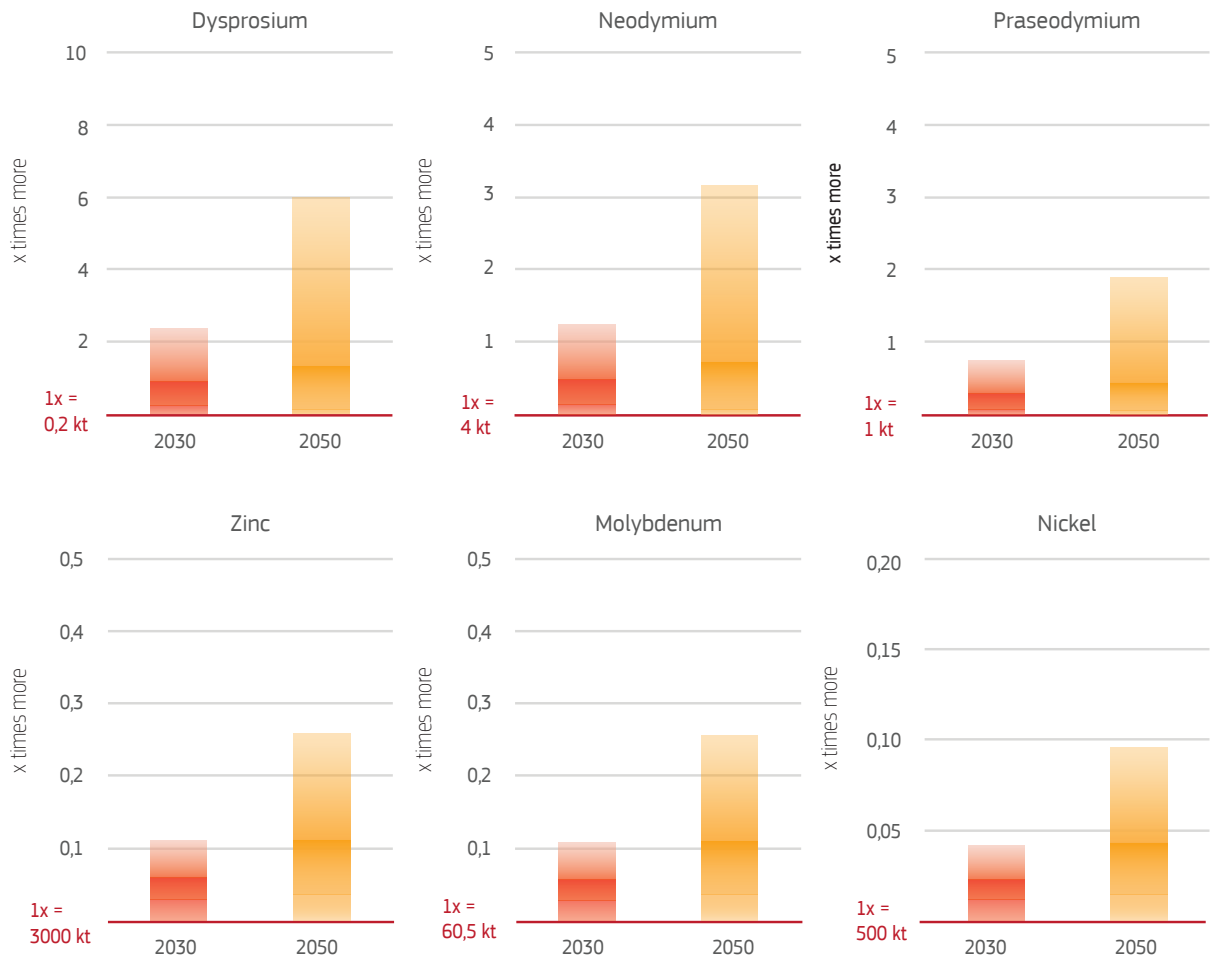 Dysprosium
10
8
6
4
2
x times more
1x =
0,2 kt
2030
2050
Neodymium
5
4
3
2
1
x times more
1x =
4 kt
2030
2050
Praseodymium
5
4
3
2
1
x times more
1x =
1 kt
2030
2050
Zinc
0,5
0,4
0,3
0,2
0,1
x times more
1x =
3000 kt
2030
2050
Molybdenum
0,5
0,4
0,3
0,2
0,1
x times more
1x =
60,5 kt
2030
2050
Nickel
0,20
0,15
0,10
0,05
x times more
1x =
500 kt
2030
2050